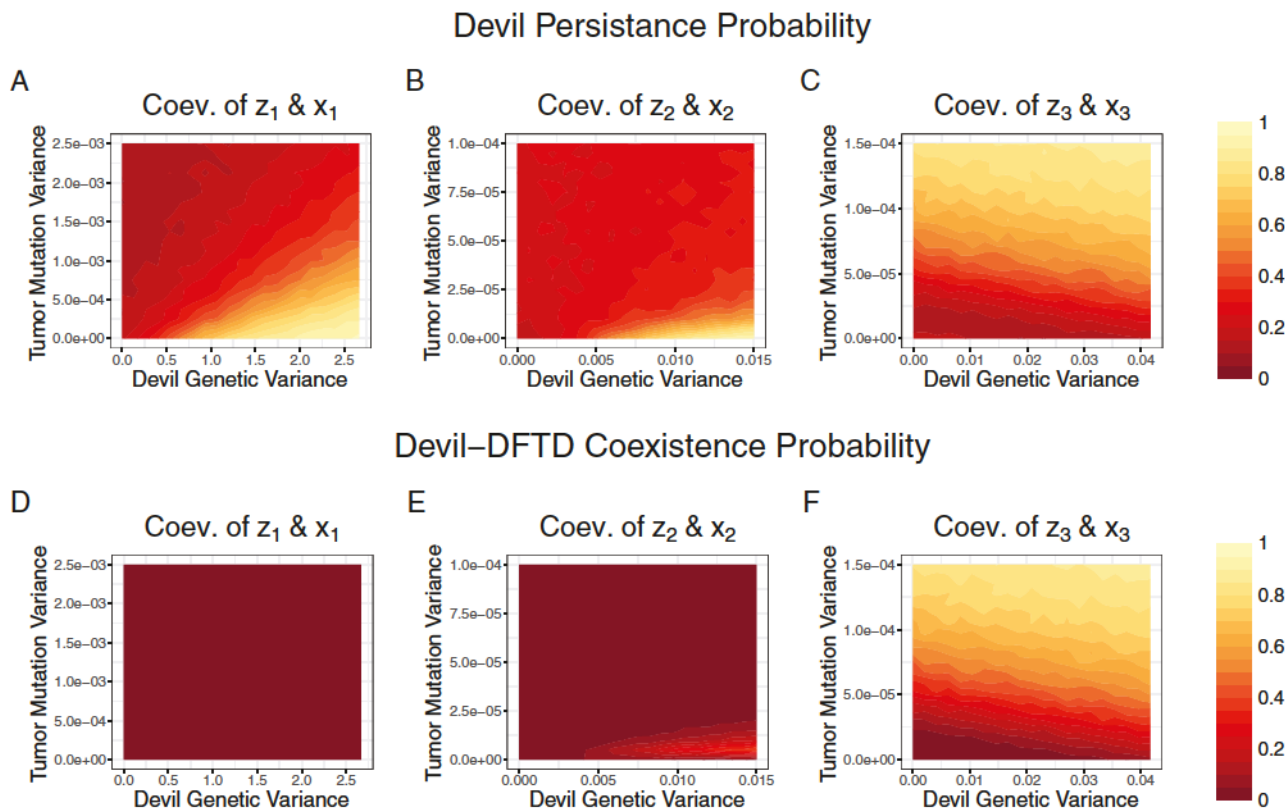 Devil Persistance Probability
A
Coev. of z1 & x1
Tumor Mutation Variance
2.5e−03
2.0e−03
1.5e−03
1.0e−03
5.0e−04
0.0e+00
0.0 0.5 1.0 1.5 2.0 2.5
Devil Genetic Variance
B
Coev. of z2 & x2
Tumor Mutation Variance
1.0e−04
7.5e−05
5.0e−05
2.5e−05
0.0e+00
0.000 0.005 0.010 0.015
Devil Genetic Variance
C
Coev. of z3 & x3
Tumor Mutation Variance
1.5e−04
1.0e−04
5.0e−05
0.0e+00
0.00 0.01 0.02 0.03 0.04
Devil Genetic Variance
1
0.8
0.6
0.4
0.2
0
Devil−DFTD Coexistence Probability
D
Coev. of z1 & x1
Tumor Mutation Variance
2.5e−03
2.0e−03
1.5e−03
1.0e−03
5.0e−04
0.0e+00
0.0 0.5 1.0 1.5 2.0 2.5
Devil Genetic Variance
E
Coev. of z2 & x2
Tumor Mutation Variance
1.0e−04
7.5e−05
5.0e−05
2.5e−05
0.0e+00
0.000 0.005 0.010 0.015
Devil Genetic Variance
F
Coev. of z3 & x3
Tumor Mutation Variance
1.5e−04
1.0e−04
5.0e−05
0.0e+00
0.00 0.01 0.02 0.03 0.04
Devil Genetic Variance
1
0.8
0.6
0.4
0.2
0